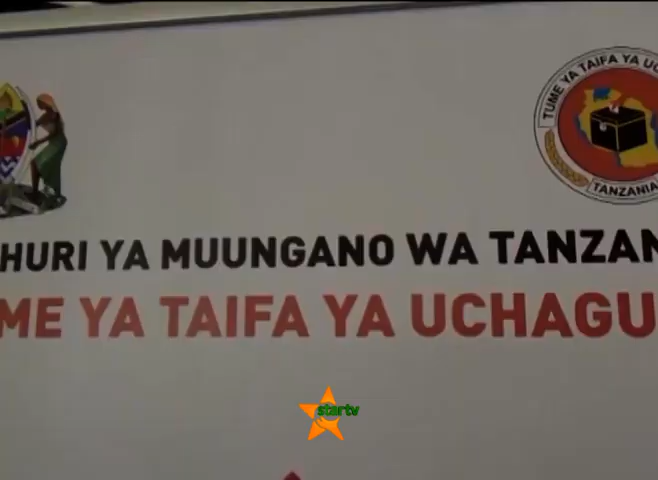 TUME YA TAIFA YA UC
TANZANIA
HURI YA MUUNGANO WA TANZAN
ME YA TAIFA YA UCHAGU
startv